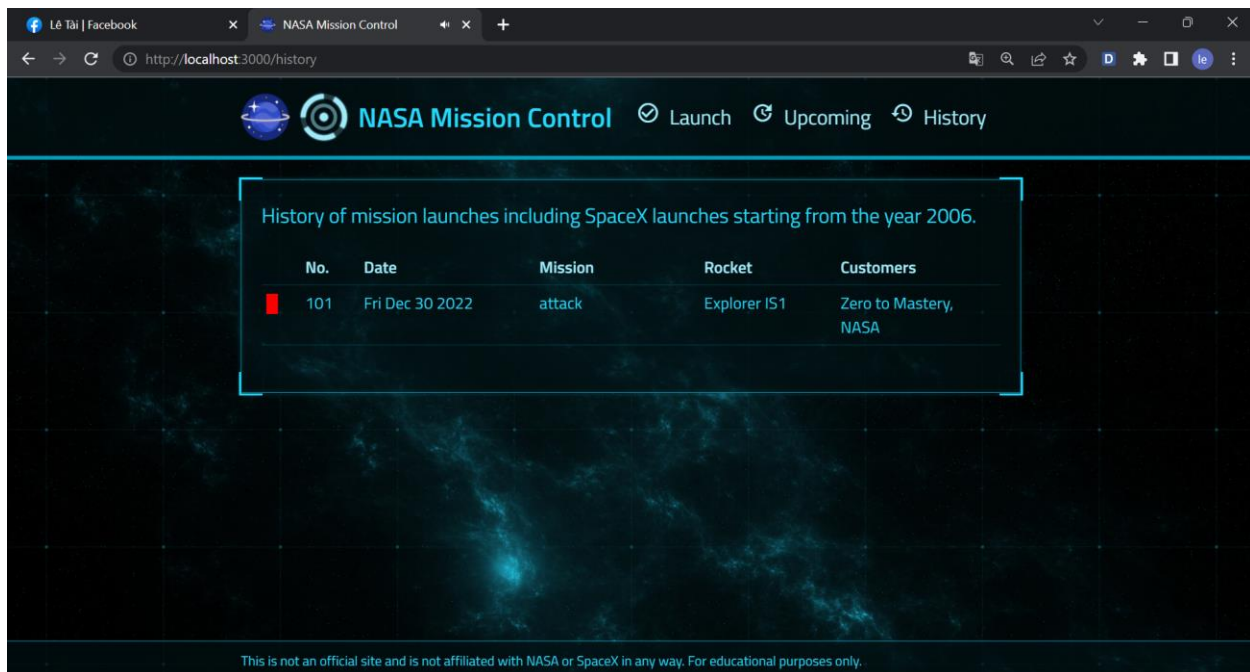 Lê Tài | Facebook
NASA Mission Control
http://localhost:3000/history
D
le
NASA Mission Control Launch Upcoming History
History of mission launches including SpaceX launches starting from the year 2006.
No. Date Mission Rocket Customers
101 Fri Dec 30 2022 attack Explorer IS1 Zero to Mastery,
NASA
This is not an official site and is not affiliated with NASA or SpaceX in any way. For educational purposes only.